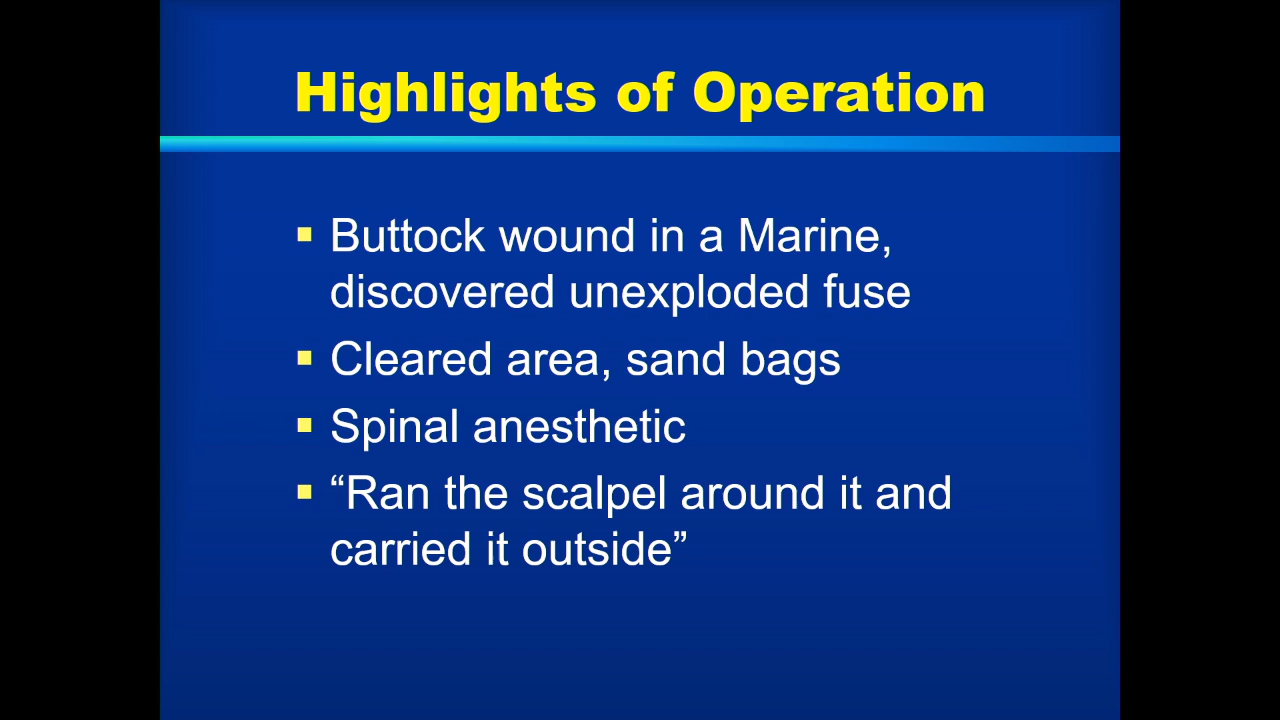 Highlights of Operation
Buttock wound in a Marine,
discovered unexploded fuse
Cleared area, sand bags
Spinal anesthetic
“Ran the scalpel around it and
carried it outside”